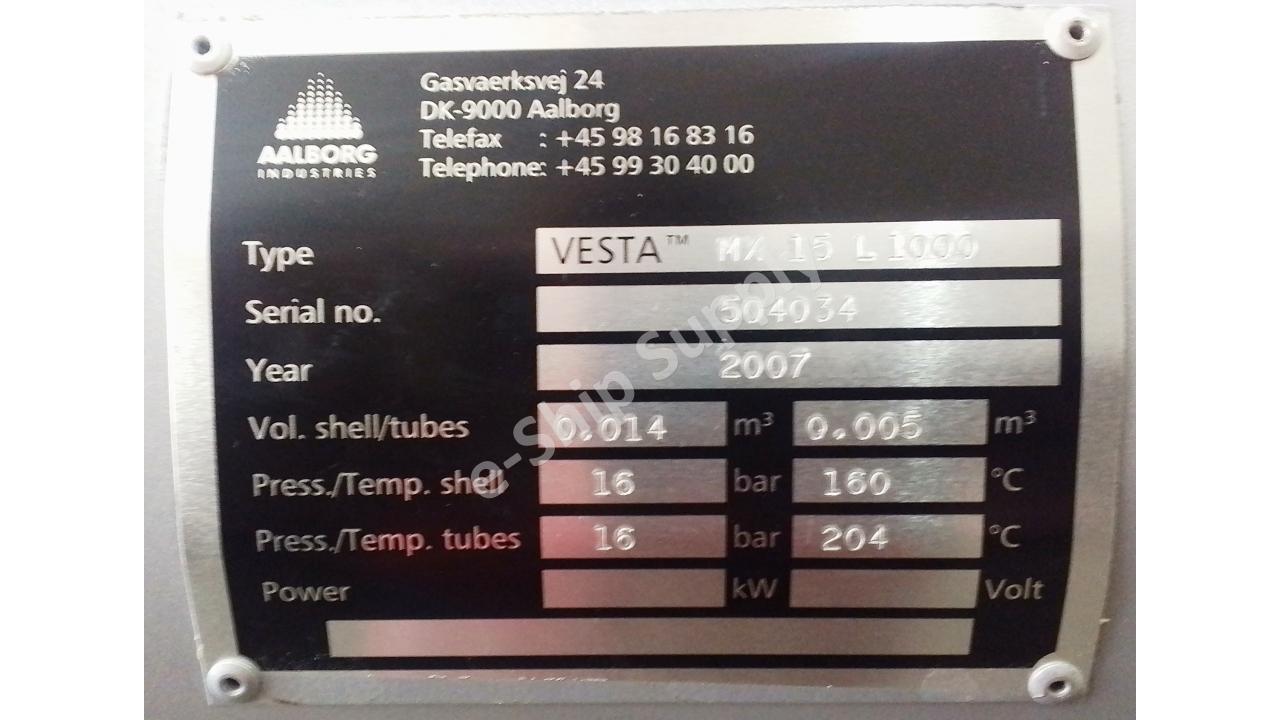 AALBORG
INDUSTRIES
Gasvaerksvej 24
DK-9000 Aalborg
Telefax : +45 98 16 83 16
Telephone: +45 99 30 40 00
Type VESTA™ MX 15 L1000
Serial no. 504034
Year 2007
Vol. shell/tubes 0.014 m³ 0.005 m³
Press./Temp. shell 16 bar 160 °C
Press./Temp. tubes 16 bar 204 °C
Power kW Volt
e-Ship Supply